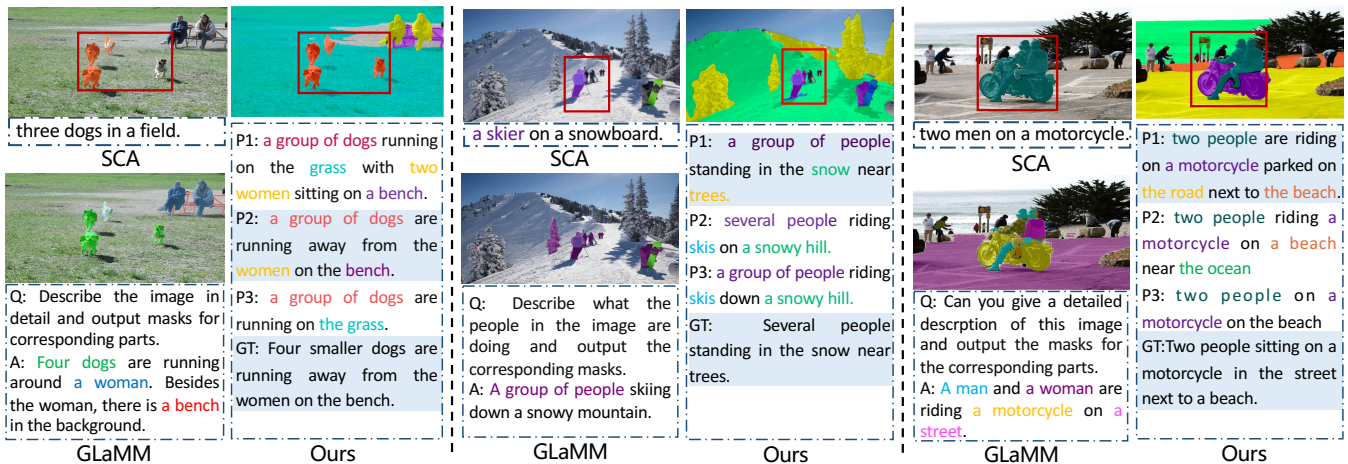 three dogs in a field.
SCA
Q: Describe the image in
detail and output masks for
corresponding parts.
A: Four dogs are running
around a woman. Besides
the woman, there is a bench
in the background.
GLaMM
P1: a group of dogs running
on the grass with two
women sitting on a bench.
P2: a group of dogs are
running away from the
women on the bench.
P3: a group of dogs are
running on the grass.
GT: Four smaller dogs are
running away from the
women on the bench.
Ours
a skier on a snowboard.
SCA
Q: Describe what the
people in the image are
doing and output the
corresponding masks.
A: A group of people skiing
down a snowy mountain.
GLaMM
P1: a group of people
standing in the snow near
trees.
P2: several people riding
skis on a snowy hill.
P3: a group of people riding
skis down a snowy hill.
GT: Several people
standing in the snow near
trees.
Ours
two men on a motorcycle.
SCA
Q: Can you give a detailed
descrption of this image
and output the masks for
the corresponding parts.
A: A man and a woman are
riding a motorcycle on a
street.
GLaMM
P1: two people are riding
on a motorcycle parked on
the road next to the beach.
P2: two people riding a
motorcycle on a beach
near the ocean
P3: two people on a
motorcycle on the beach
GT:Two people sitting on a
motorcycle in the street
next to a beach.
Ours